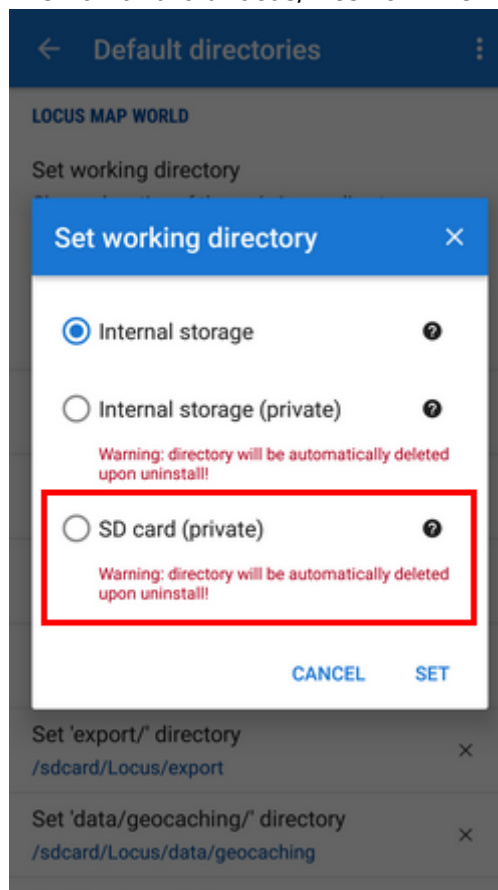 Default directories
LOCUS MAP WORLD
Set working directory
Set working directory
Internal storage
Internal storage (private)
Warning: directory will be automatically deleted
upon uninstall!
SD card (private)
Warning: directory will be automatically deleted
upon uninstall!
CANCEL SET
Set 'export/' directory
/sdcard/Locus/export
Set 'data/geocaching/' directory
/sdcard/Locus/data/geocaching